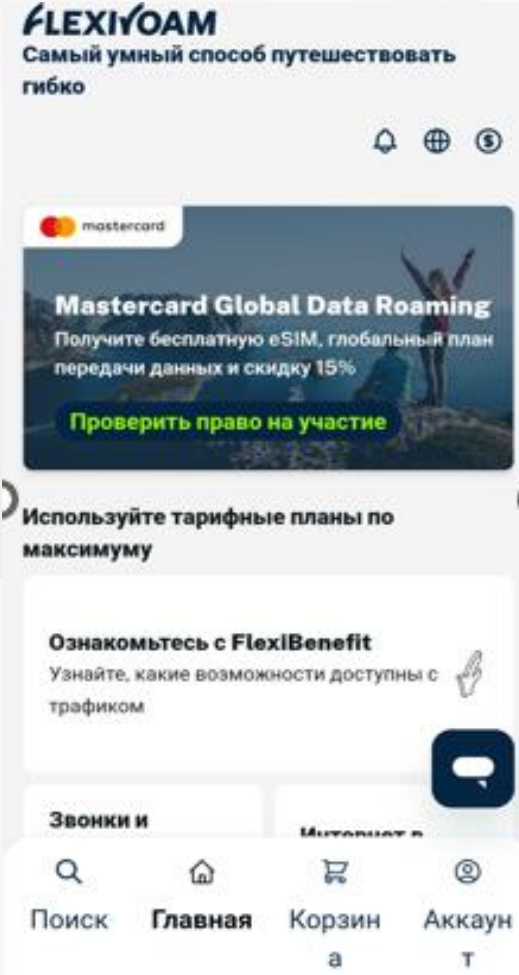 FLEXIROAM
Самый умный способ путешествовать
гибко
mastercard
Mastercard Global Data Roaming
Получите бесплатную eSIM, глобальный план
передачи данных и скидку 15%
Проверить право на участие
Используйте тарифные планы по
максимуму
Ознакомьтесь с FlexiBenefit
Узнайте, какие возможности доступны с
трафиком
Звонки и
Интернет в
Поиск Главная Корзин Аккаун
а т